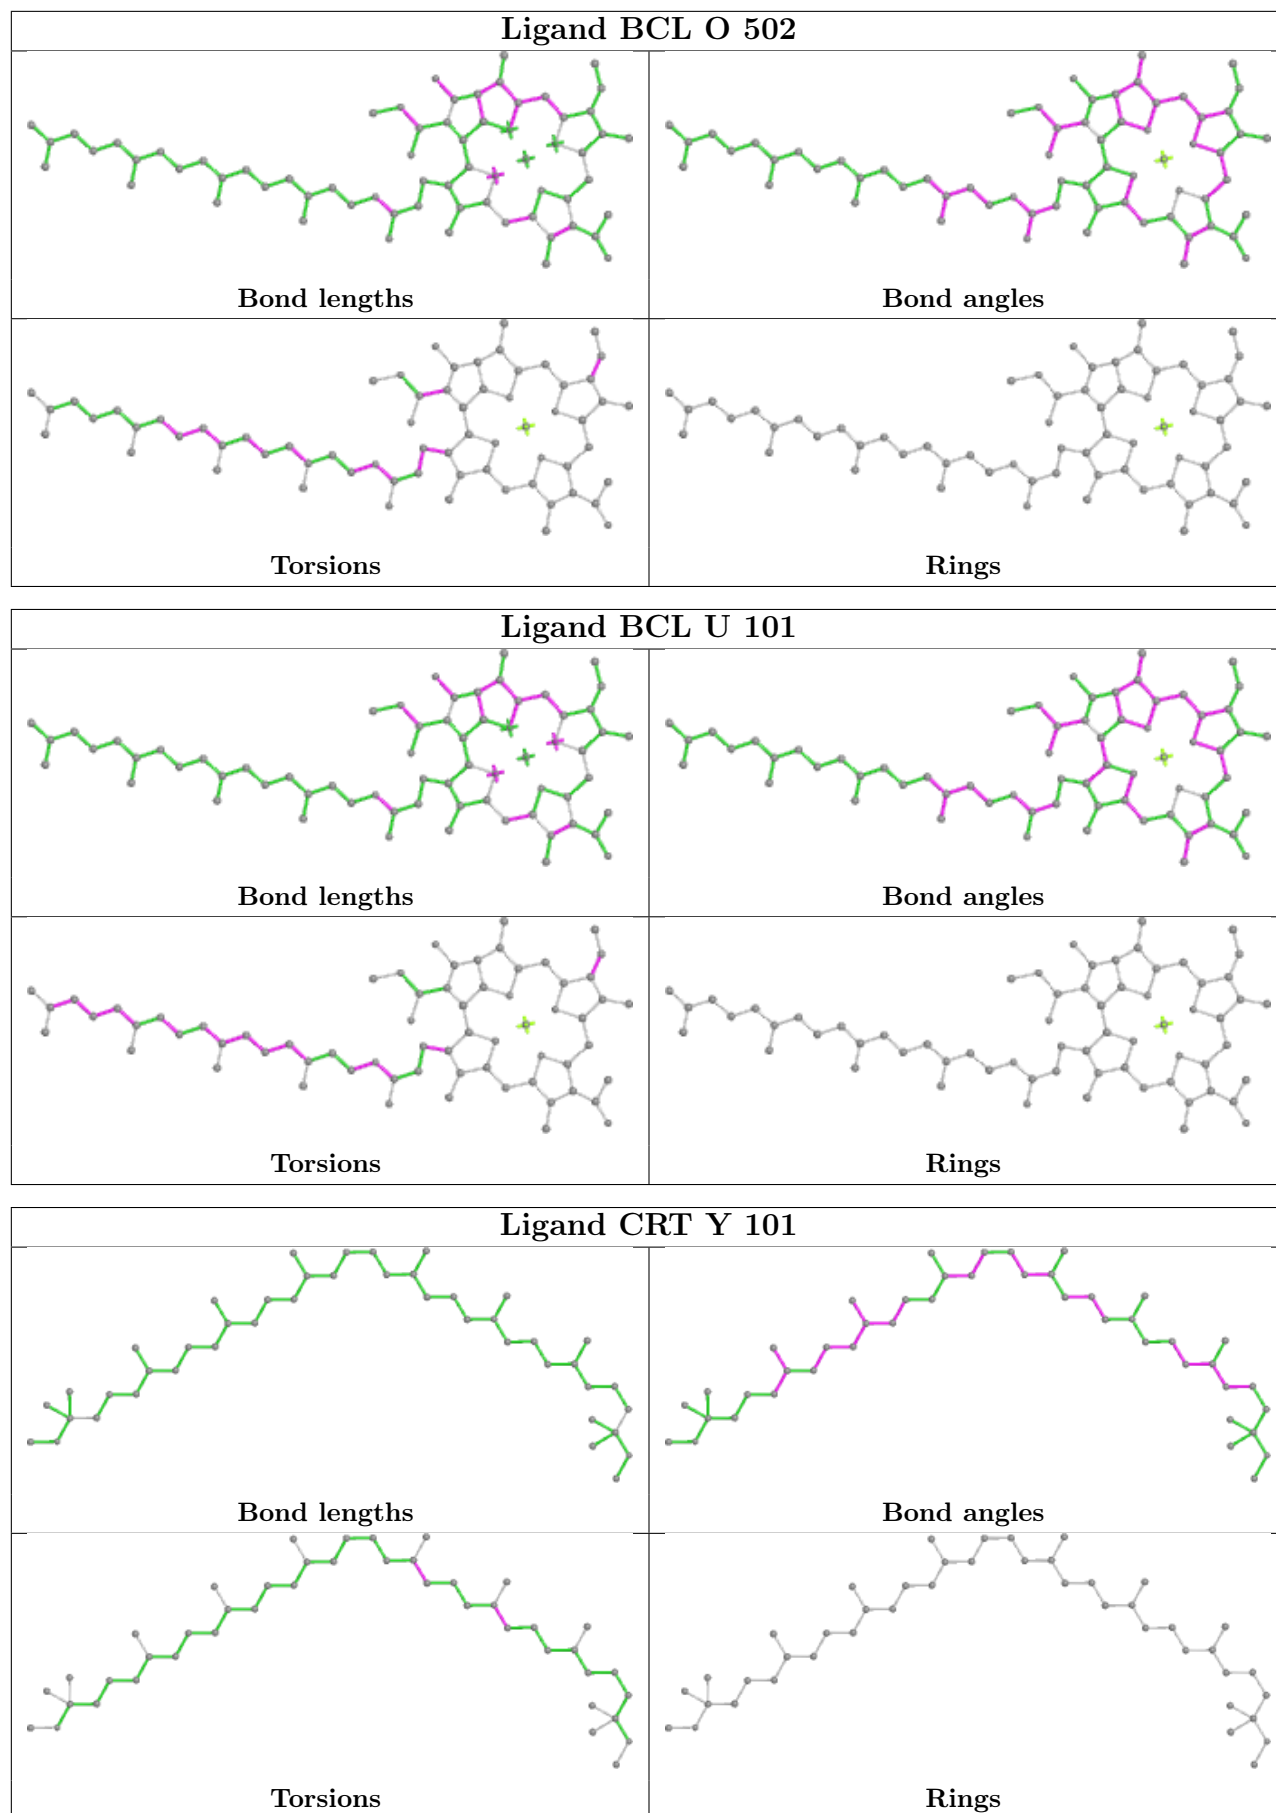 Ligand BCL O 502
Bond lengths
Bond angles
Torsions
Rings
Ligand BCL U 101
Bond lengths
Bond angles
Torsions
Rings
Ligand CRT Y 101
Bond lengths
Bond angles
Torsions
Rings